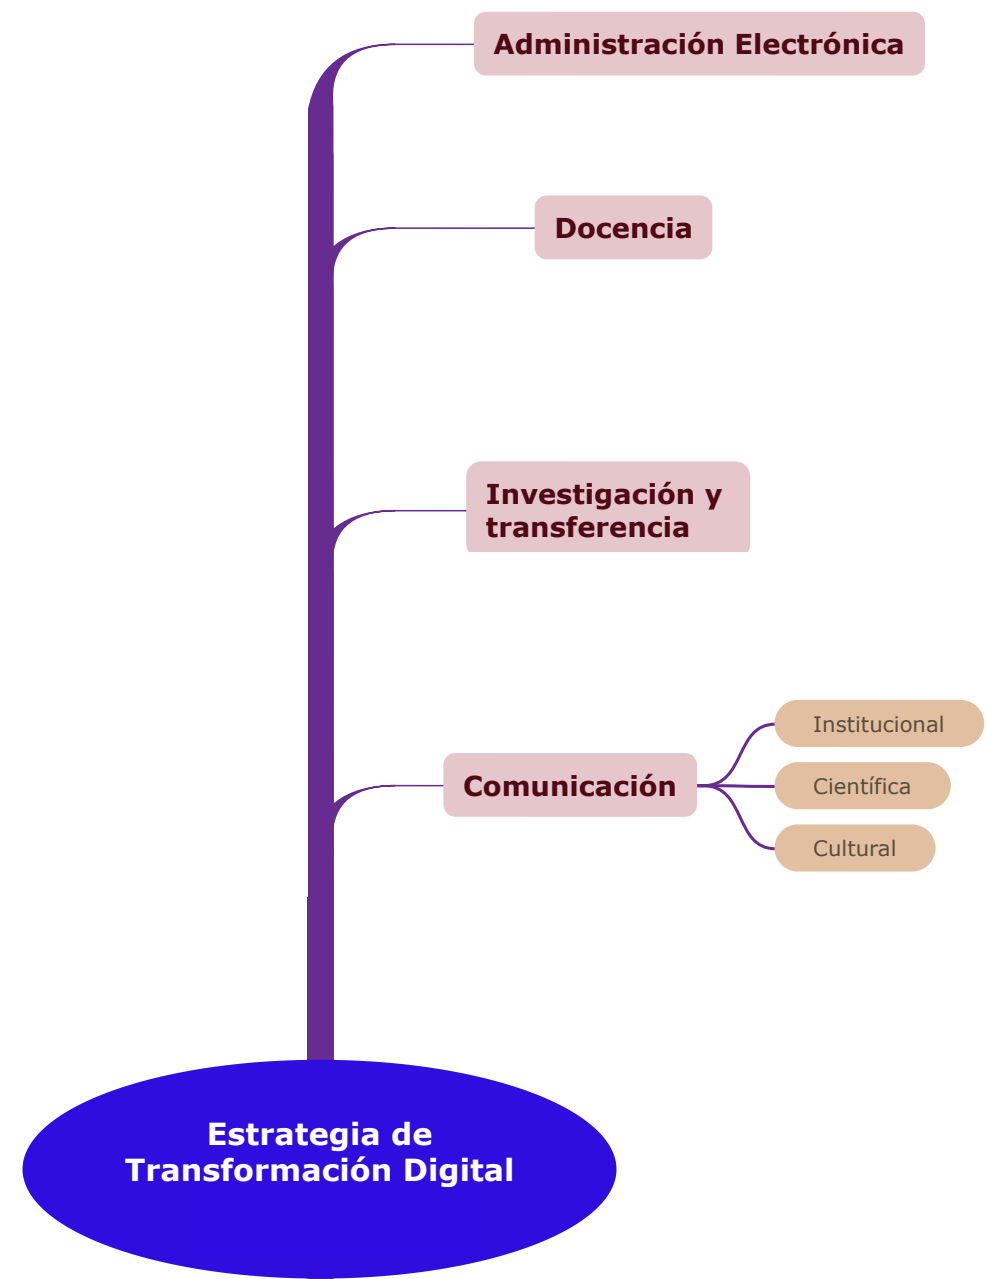 Administración Electrónica
Docencia
Investigación y
transferencia
Comunicación
Institucional
Científica
Cultural
Estrategia de
Transformación Digital